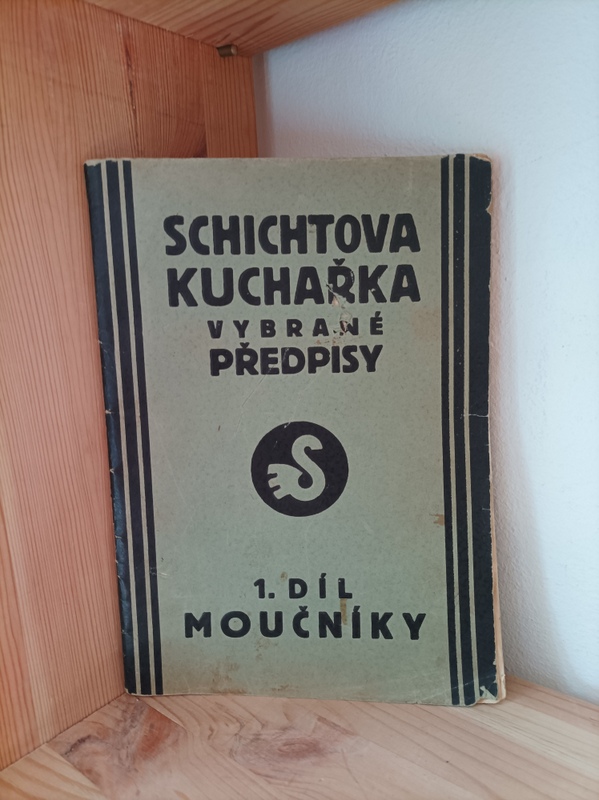 SCHICHTOVA
KUCHAŘKA
VYBRANÉ
PŘEDPISY
1. DÍL
MOUČNÍKY